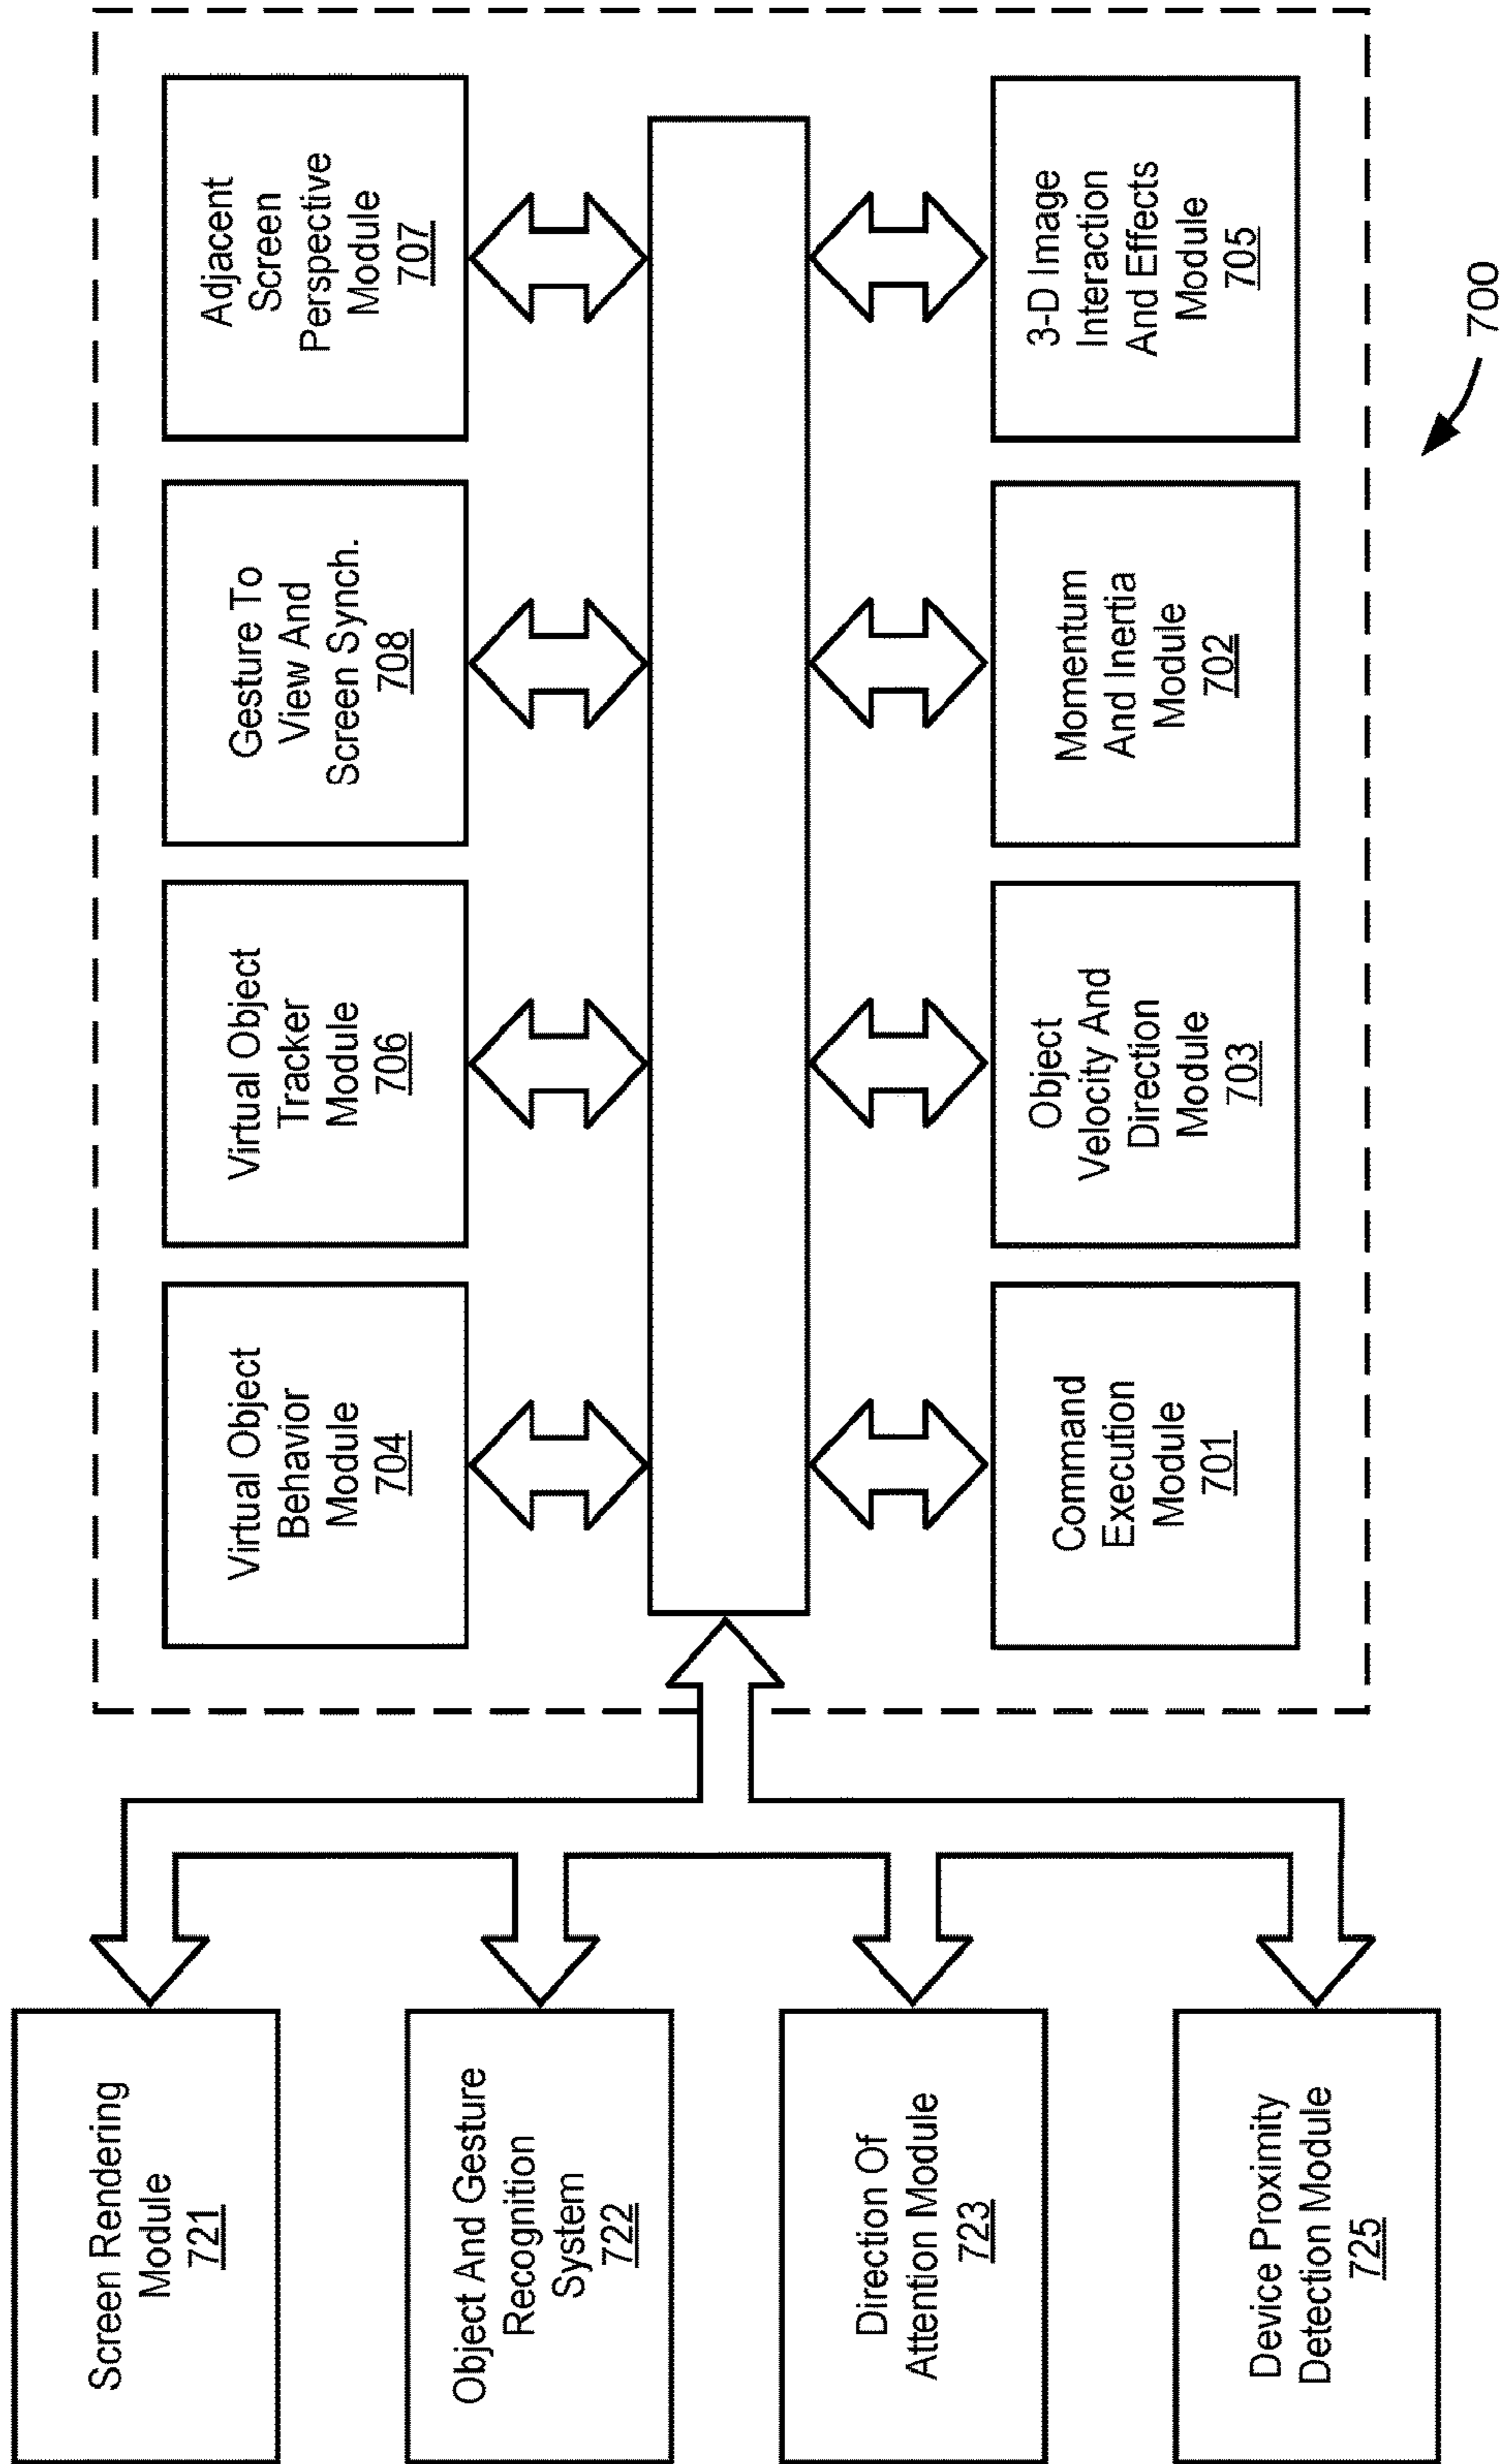 Screen Rendering
Module
721
Object And Gesture
Recognition
System
722
Direction Of
Attention Module
723
Device Proximity
Detection Module
725
Virtual Object
Behavior
Module
704
Virtual Object
Tracker
Module
706
Gesture To
View And
Screen Synch.
708
Adjacent
Screen
Perspective
Module
707
Command
Execution
Module
701
Object
Velocity And
Direction
Module
703
Momentum
And Inertia
Module
702
3-D Image
Interaction
And Effects
Module
705
700